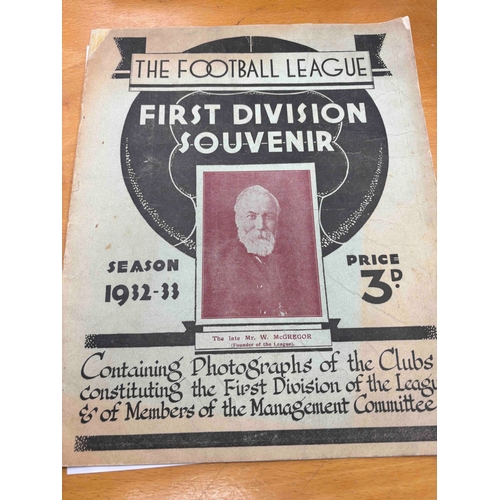 THE FOOTBALL LEAGUE
FIRST DIVISION
SOUVENIR
SEASON
1932-33
PRICE
3D.
The late Mr. W. McGREGOR
(Founder of the League).
Containing Photographs of the Clubs
constituting the First Division of the Leagu
& of Members of the Management Committee